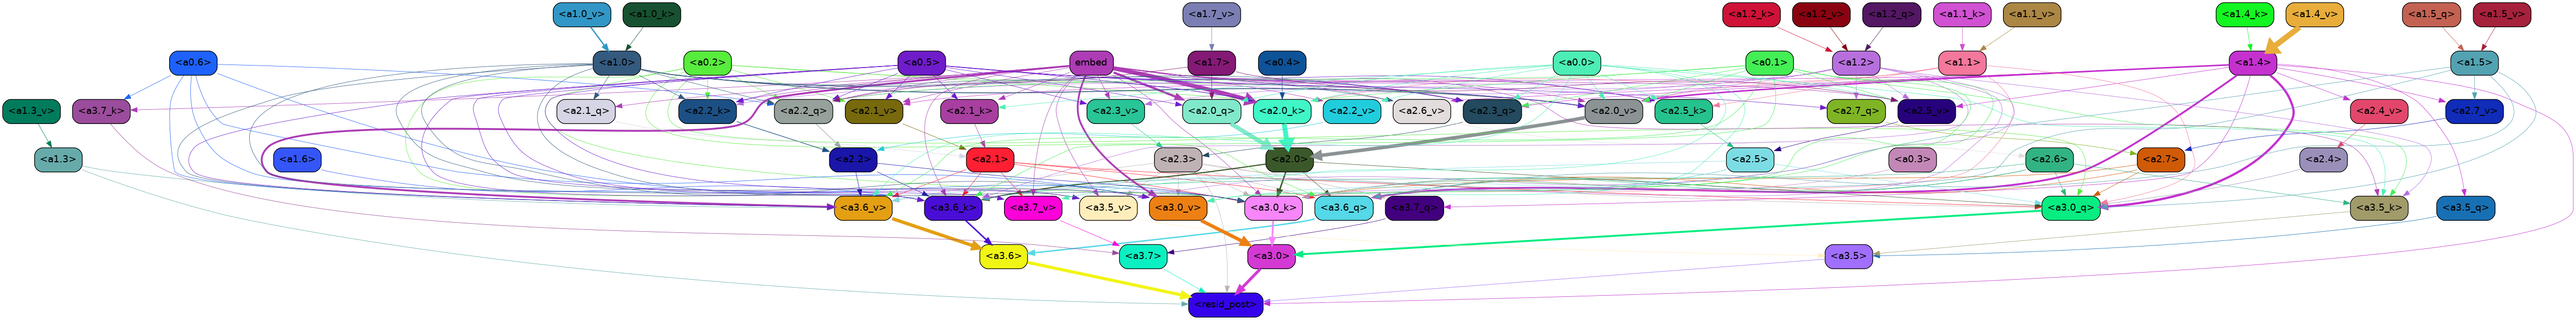 <a1.0_v> <a1.0_k> <a1.7_v> <a1.2_k> <a1.2_v> <a1.2_q> <a1.1_k> <a1.1_v> <a1.4_k> <a1.4_v> <a1.5_q> <a1.5_v>
<a0.6> <a1.0> <a0.2> <a0.5> embed <a1.7> <a0.4> <a0.0> <a0.1> <a1.2> <a1.1> <a1.4> <a1.5>
<a1.3_v> <a3.7_k> <a2.1_q> <a2.2_k> <a2.2_q> <a2.1_v> <a2.1_k> <a2.3_v> <a2.0_q> <a2.0_k> <a2.2_v> <a2.6_v> <a2.3_q> <a2.0_v> <a2.5_k> <a2.7_q> <a2.5_v> <a2.4_v> <a2.7_v>
<a1.3> <a1.6> <a2.2> <a2.1> <a2.3> <a2.0> <a2.5> <a0.3> <a2.6> <a2.7> <a2.4>
<a3.6_v> <a3.6_k> <a3.7_v> <a3.5_v> <a3.0_v> <a3.0_k> <a3.6_q> <a3.7_q> <a3.0_q> <a3.5_k> <a3.5_q>
<a3.6> <a3.7> <a3.0> <a3.5>
<resid_post>